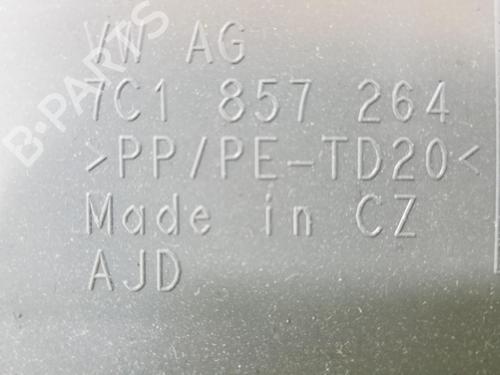 VW AG
7C1 857 264
>PP/PE-TD20<
Made in CZ
AJD
B-PARTS